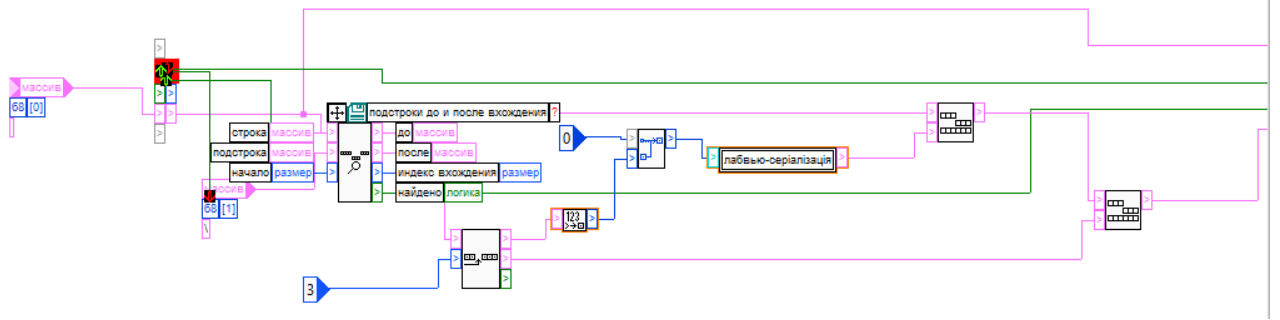 массив
68 [0]
подстроки до и после вхождения ?
строка массив
до массив
подстрока массив
после массив
начало размер
индекс вхождения размер
массив
найдено логика
68 [1]
\
0
лабвью-серіалізація
123
3